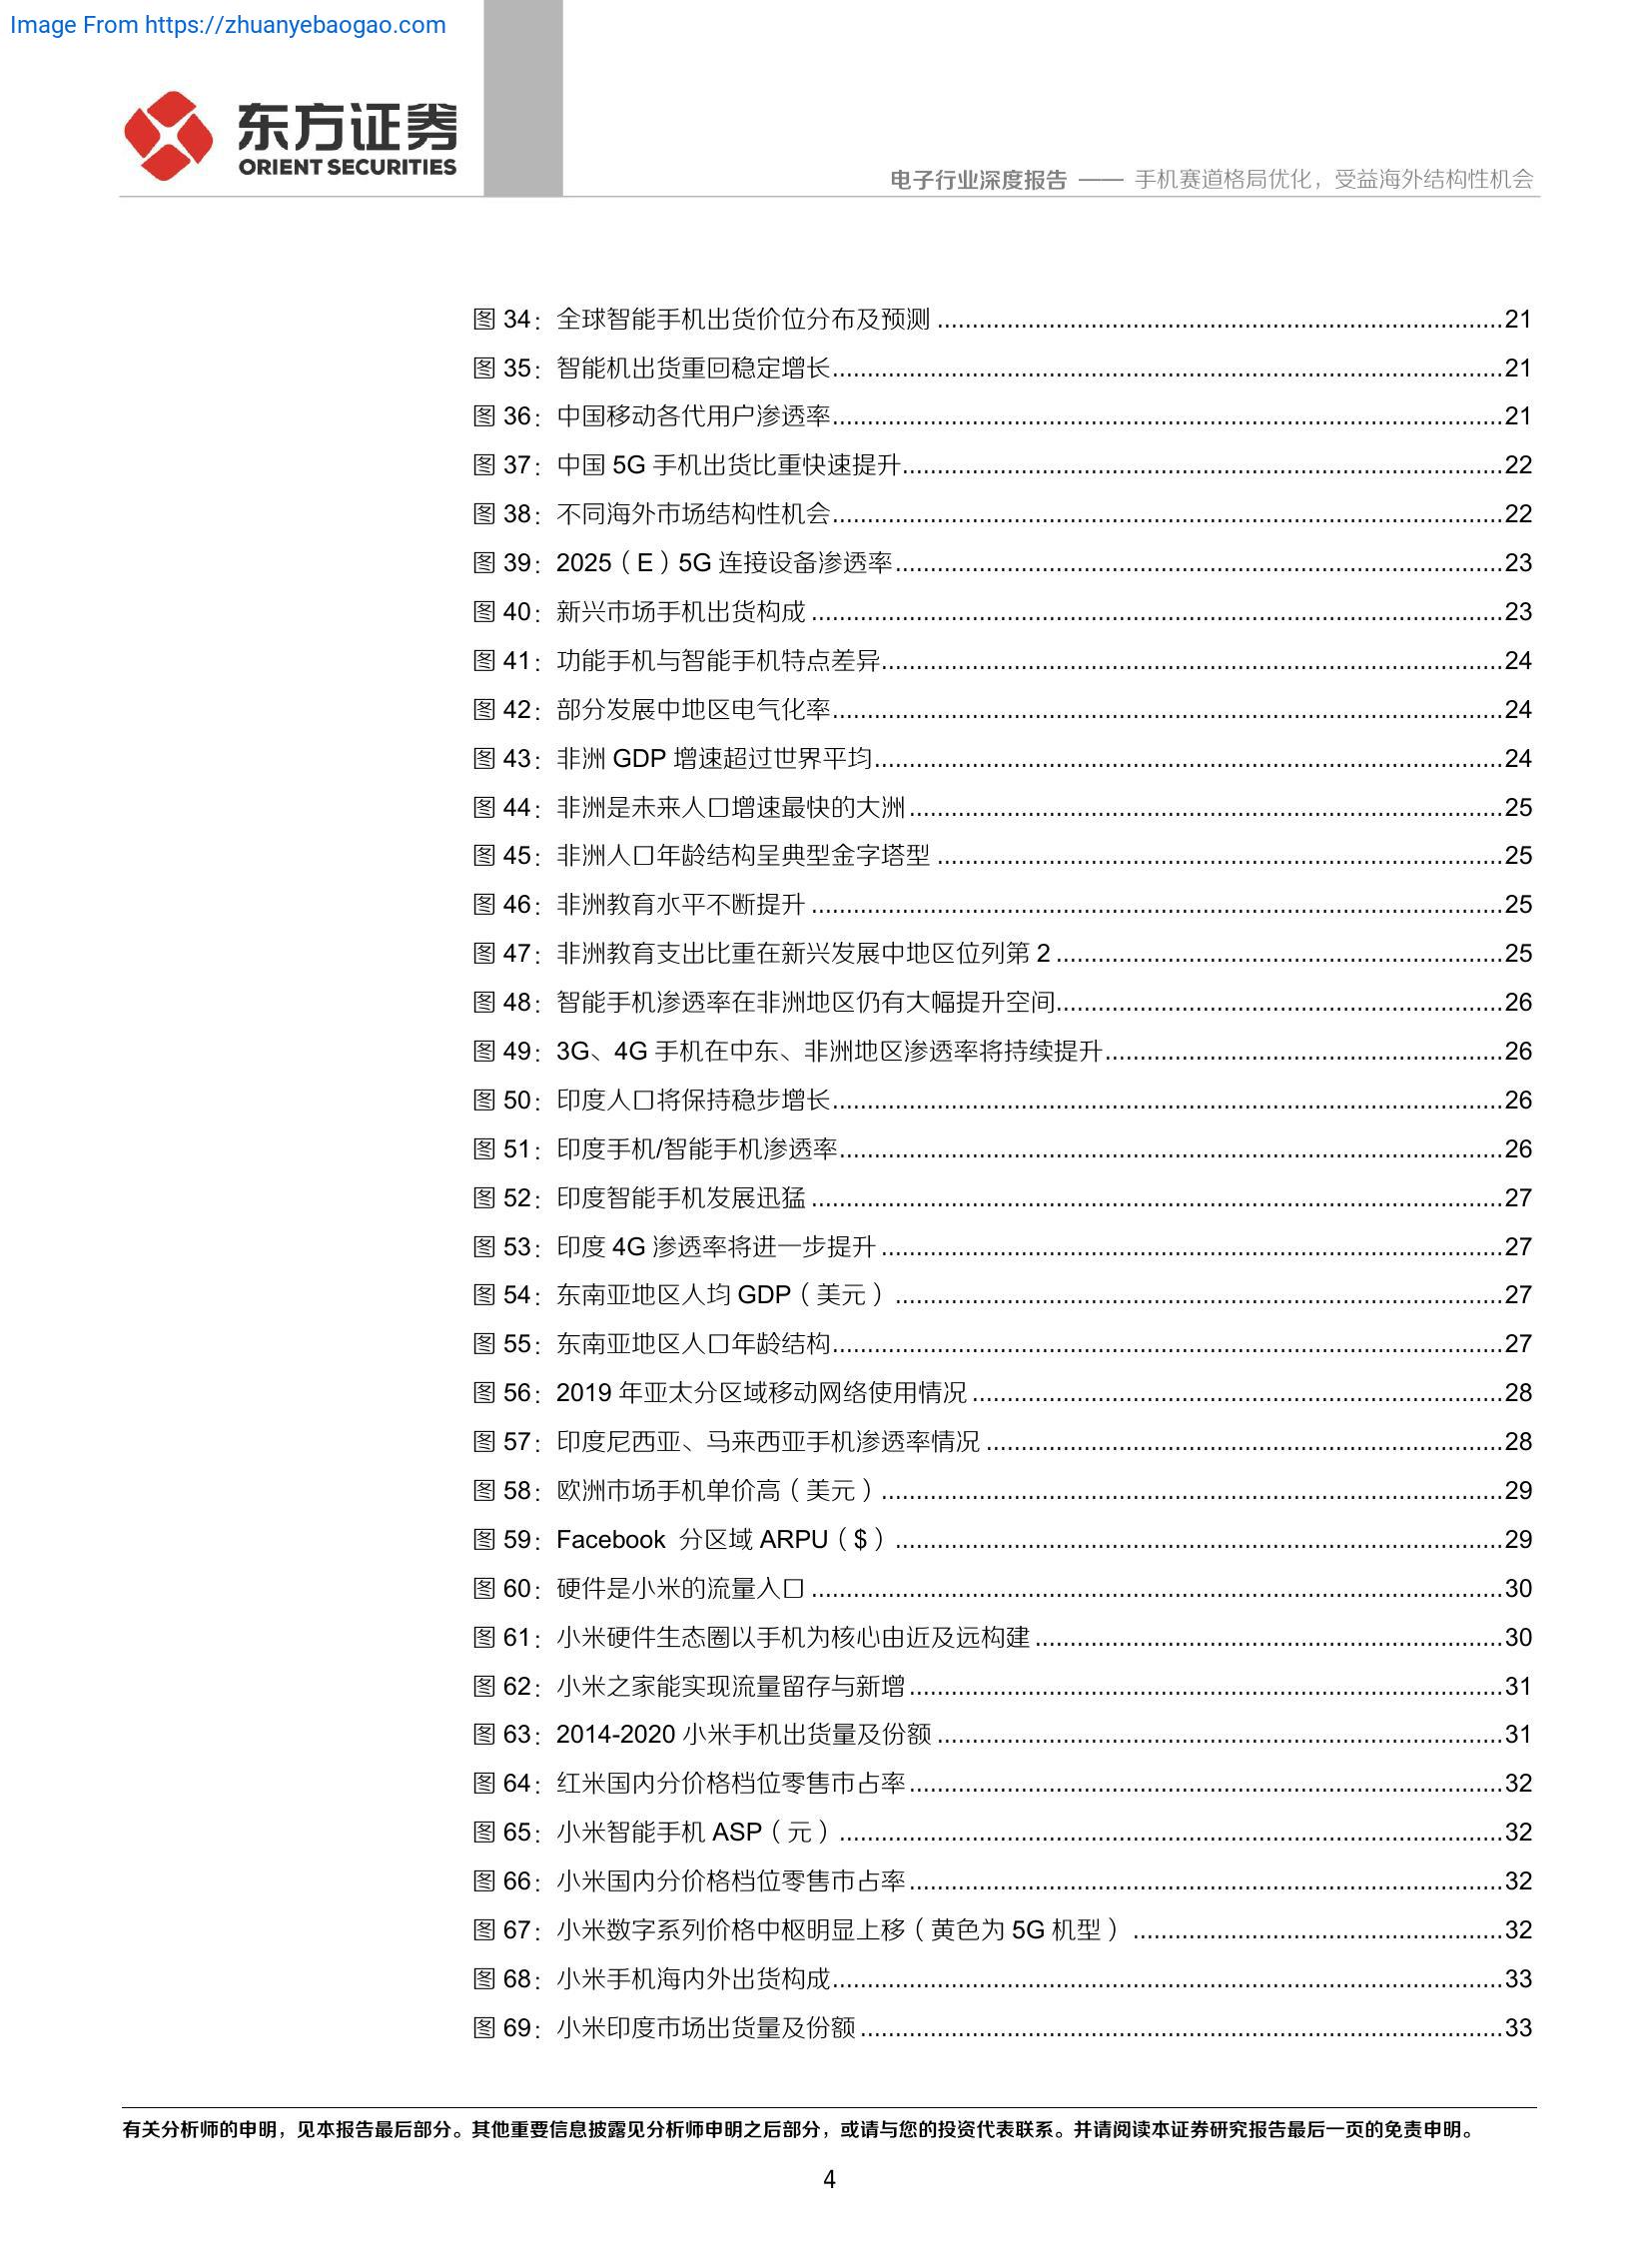 Image From https://zhuanyebaogao.com
东方证券
ORIENT SECURITIES
电子行业深度报告 —— 手机赛道格局优化，受益海外结构性机会
图 34：全球智能手机出货价位分布及预测 ................................................................................21
图 35：智能机出货重回稳定增长................................................................................21
图 36：中国移动各代用户渗透率................................................................................21
图 37：中国 5G 手机出货比重快速提升................................................................................22
图 38：不同海外市场结构性机会................................................................................22
图 39：2025（E）5G 连接设备渗透率................................................................................23
图 40：新兴市场手机出货构成 ................................................................................23
图 41：功能手机与智能手机特点差异................................................................................24
图 42：部分发展中地区电气化率................................................................................24
图 43：非洲 GDP 增速超过世界平均................................................................................24
图 44：非洲是未来人口增速最快的大洲................................................................................25
图 45：非洲人口年龄结构呈典型金字塔型 ................................................................................25
图 46：非洲教育水平不断提升 ................................................................................25
图 47：非洲教育支出比重在新兴发展中地区位列第 2 ................................................................25
图 48：智能手机渗透率在非洲地区仍有大幅提升空间................................................................26
图 49：3G、4G 手机在中东、非洲地区渗透率将持续提升................................................................26
图 50：印度人口将保持稳步增长................................................................................26
图 51：印度手机/智能手机渗透率................................................................................26
图 52：印度智能手机发展迅猛 ................................................................................27
图 53：印度 4G 渗透率将进一步提升 ................................................................................27
图 54：东南亚地区人均 GDP（美元） ................................................................................27
图 55：东南亚地区人口年龄结构................................................................................27
图 56：2019 年亚太分区域移动网络使用情况 ................................................................................28
图 57：印度尼西亚、马来西亚手机渗透率情况 ................................................................................28
图 58：欧洲市场手机单价高（美元）................................................................................29
图 59：Facebook 分区域 ARPU（$）................................................................................29
图 60：硬件是小米的流量入口 ................................................................................30
图 61：小米硬件生态圈以手机为核心由近及远构建 ................................................................30
图 62：小米之家能实现流量留存与新增................................................................................31
图 63：2014-2020 小米手机出货量及份额 ................................................................................31
图 64：红米国内分价格档位零售市占率................................................................................32
图 65：小米智能手机 ASP（元）................................................................................32
图 66：小米国内分价格档位零售市占率................................................................................32
图 67：小米数字系列价格中枢明显上移（黄色为 5G 机型） ................................................................32
图 68：小米手机海内外出货构成................................................................................33
图 69：小米印度市场出货量及份额 ................................................................................33
有关分析师的申明，见本报告最后部分。其他重要信息披露见分析师申明之后部分，或请与您的投资代表联系。并请阅读本证券研究报告最后一页的免责申明。
4